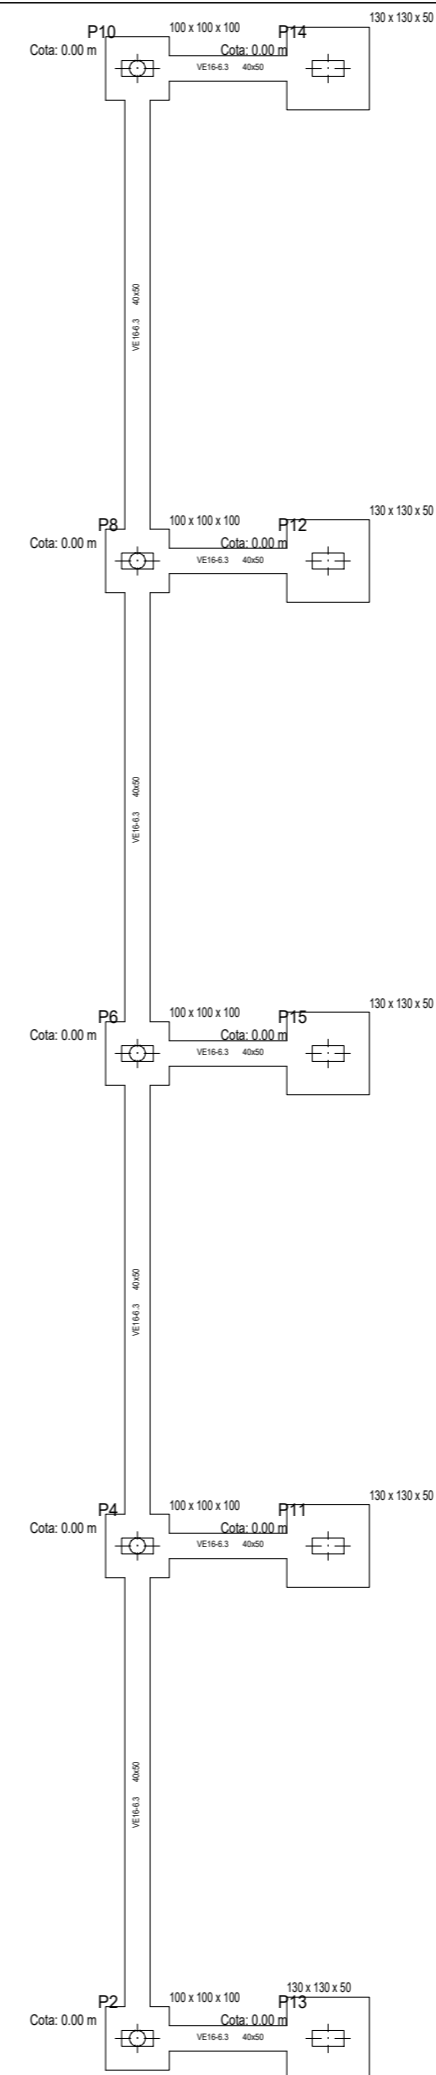 130 x 130 x 50
100 x 100 x 100
P10
P14
Cota: 0.00 m
Cota: 0.00 m
VE16-6.3 40x50
VE16-6.3 40x50
130 x 130 x 50
100 x 100 x 100
P8
P12
Cota: 0.00 m
Cota: 0.00 m
VE16-6.3 40x50
VE16-6.3 40x50
130 x 130 x 50
100 x 100 x 100
P6
P15
Cota: 0.00 m
Cota: 0.00 m
VE16-6.3 40x50
VE16-6.3 40x50
130 x 130 x 50
100 x 100 x 100
P4
P11
Cota: 0.00 m
Cota: 0.00 m
VE16-6.3 40x50
VE16-6.3 40x50
130 x 130 x 50
100 x 100 x 100
P2
P13
Cota: 0.00 m
Cota: 0.00 m
VE16-6.3 40x50